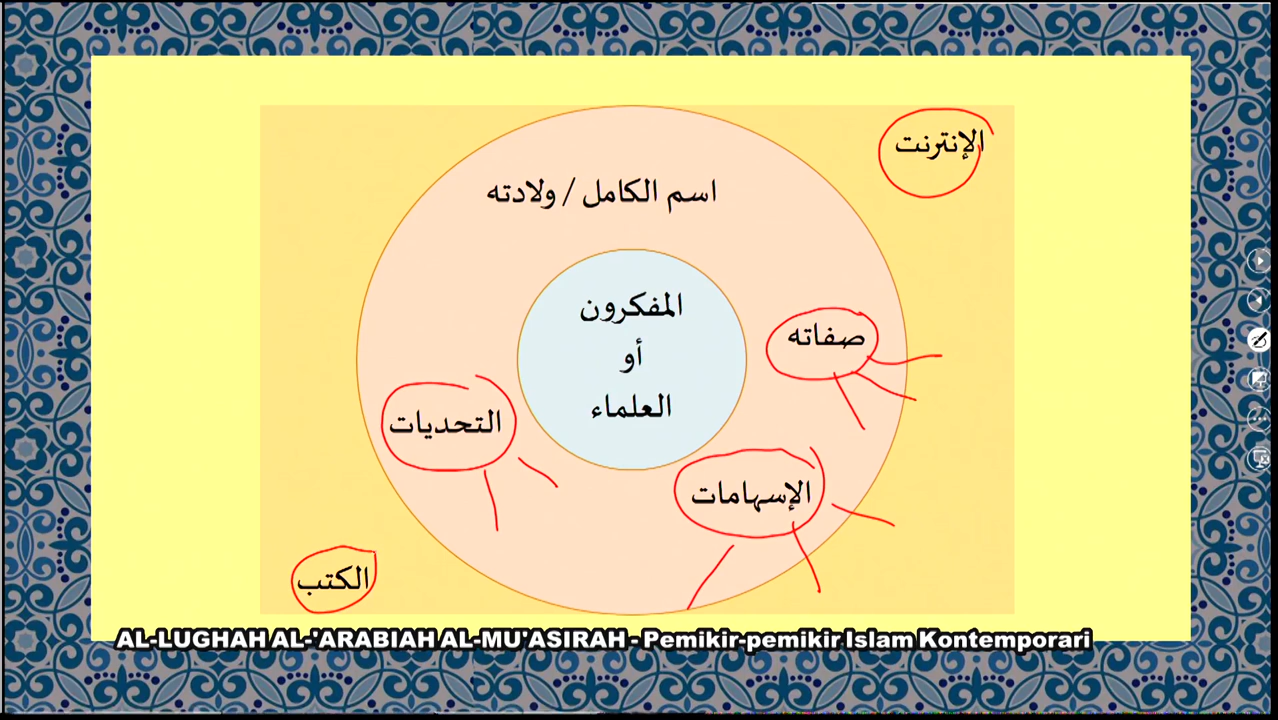 الإنترنت
اسم الكامل / ولادته
المفكرون
أو
العلماء
صفاته
التحديات
الإسهامات
الكتب
AL-LUGHAH AL-'ARABIAH AL-MU'ASIRAH - Pemikir-pemikir Islam Kontemporari